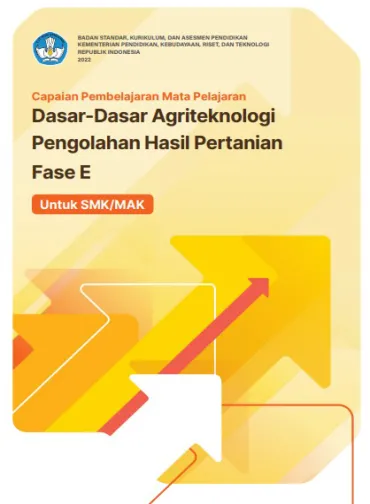 BADAN STANDAR, KURIKULUM, DAN ASESMEN PENDIDIKAN
KEMENTERIAN PENDIDIKAN, KEBUDAYAAN, RISET, DAN TEKNOLOGI
REPUBLIK INDONESIA
2022
Capaian Pembelajaran Mata Pelajaran
Dasar-Dasar Agriteknologi
Pengolahan Hasil Pertanian
Fase E
Untuk SMK/MAK